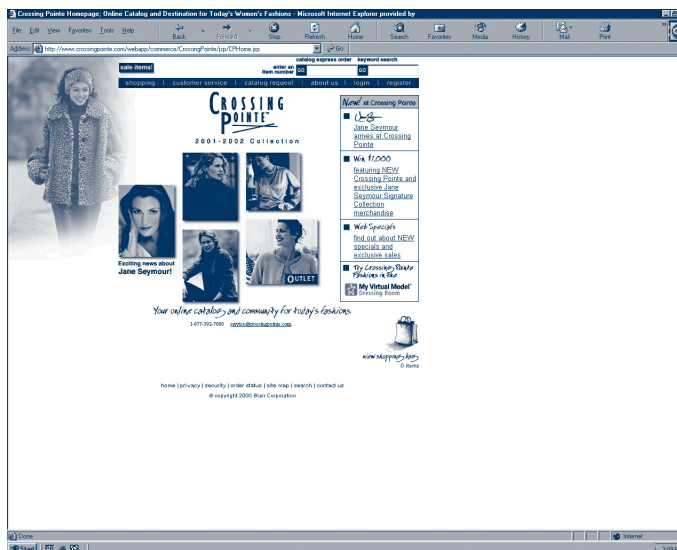 Crossing Pointe Homepage; Online Catalog and Destination for Today's Women's Fashions - Microsoft Internet Explorer provided by
File Edit View Favorites Tools Help
Back Forward Stop Refresh Home Search Favorites Media History Mail Print
Address http://www.crossingpointe.com/webapp/commerce/CrossingPointe/jsp/CPHome.jsp Go
catalog express order keyword search
sale items! enter an item number GO GO
shopping | customer service | catalog request | about us | login | register
CROSSING
POINTE
2001-2002 Collection
New! at Crossing Pointe
Jane Seymour
arrives at Crossing
Pointe
Win $1,000
featuring NEW
Crossing Pointe and
exclusive Jane
Seymour Signature
Collection
merchandise
Web Specials
find out about NEW
specials and
exclusive sales
Try Crossing Pointe
Fashions in the
My Virtual Model
Dressing Room
Exciting news about
Jane Seymour!
OUTLET
Your online catalog and community for today's fashions.
1-877-392-7098 service@crossingpointe.com
view shopping bag
0 items
home | privacy | security | order status | site map | search | contact us
© copyright 2000 Blair Corporation
Done Internet
Start